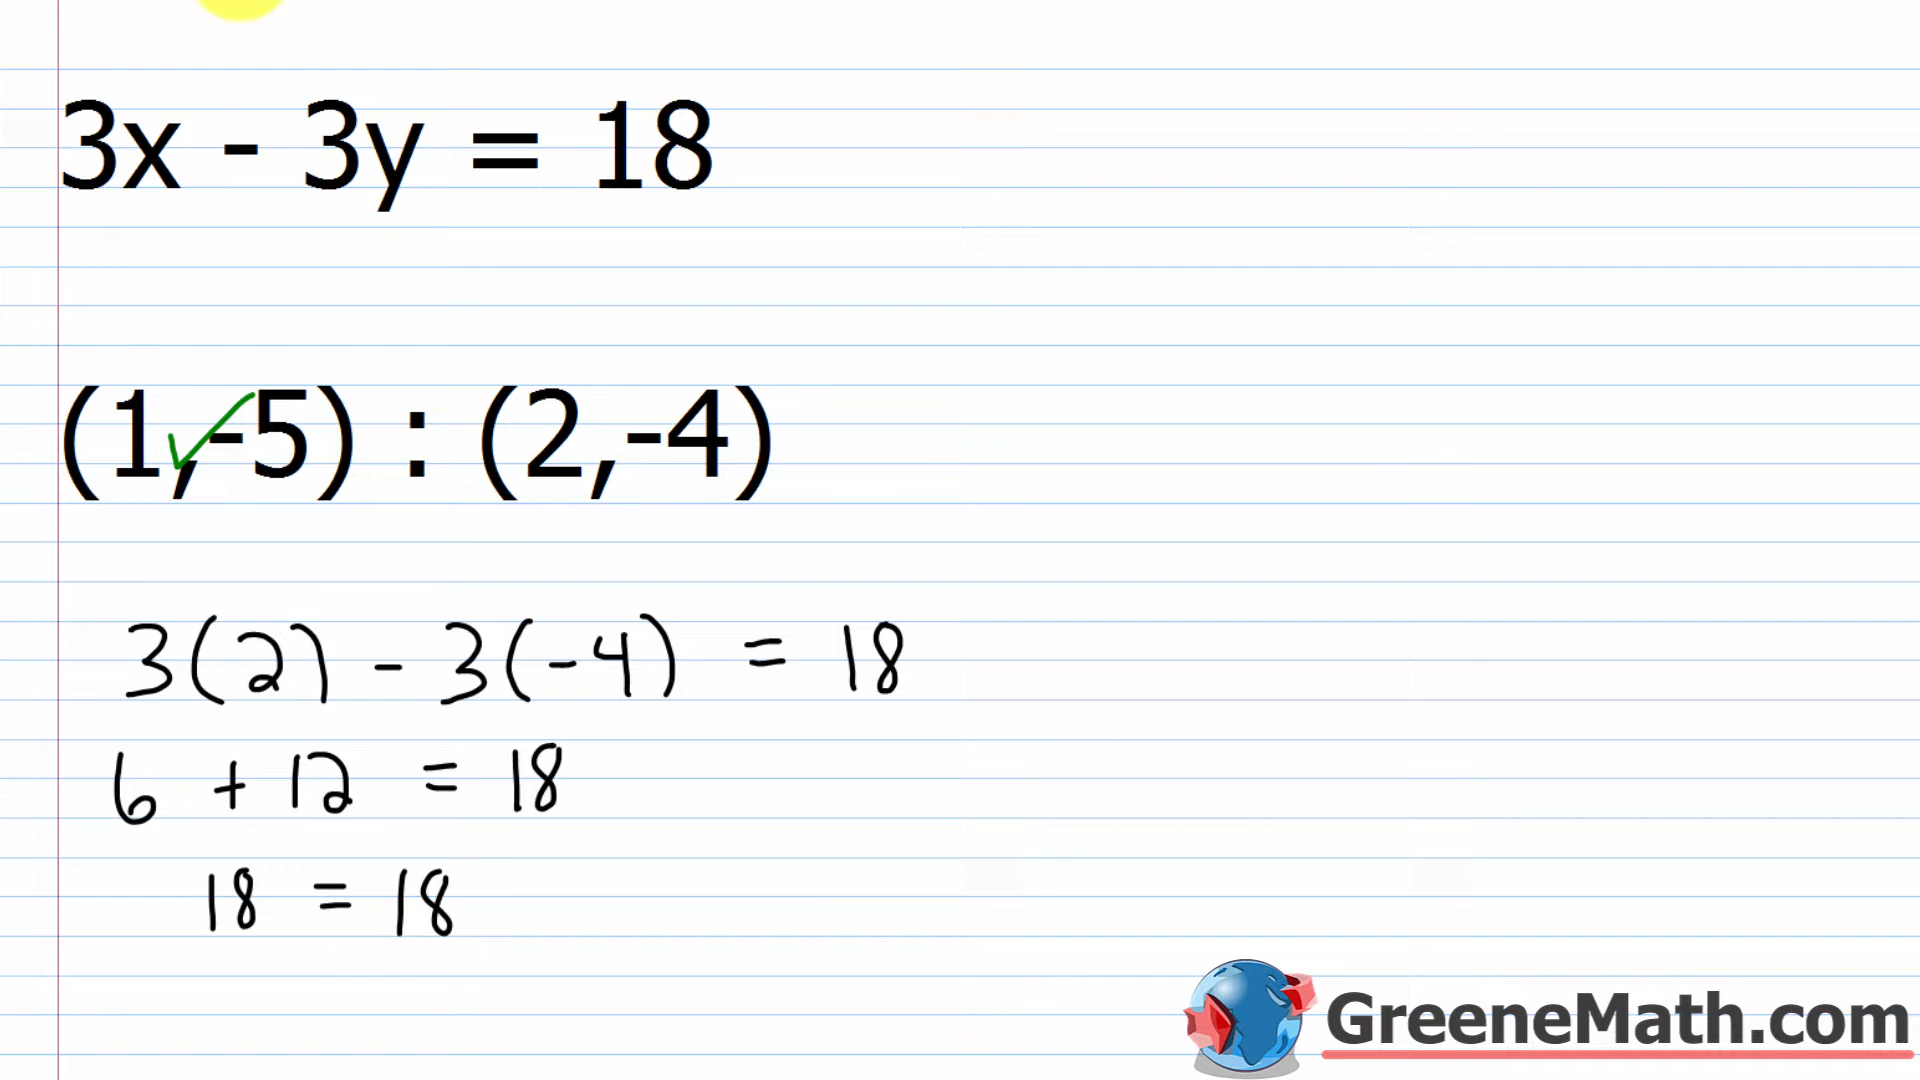 3x - 3y = 18
(1,-5) : (2,-4)
3(2) - 3(-4) = 18
6 + 12 = 18
18 = 18
GreeneMath.com